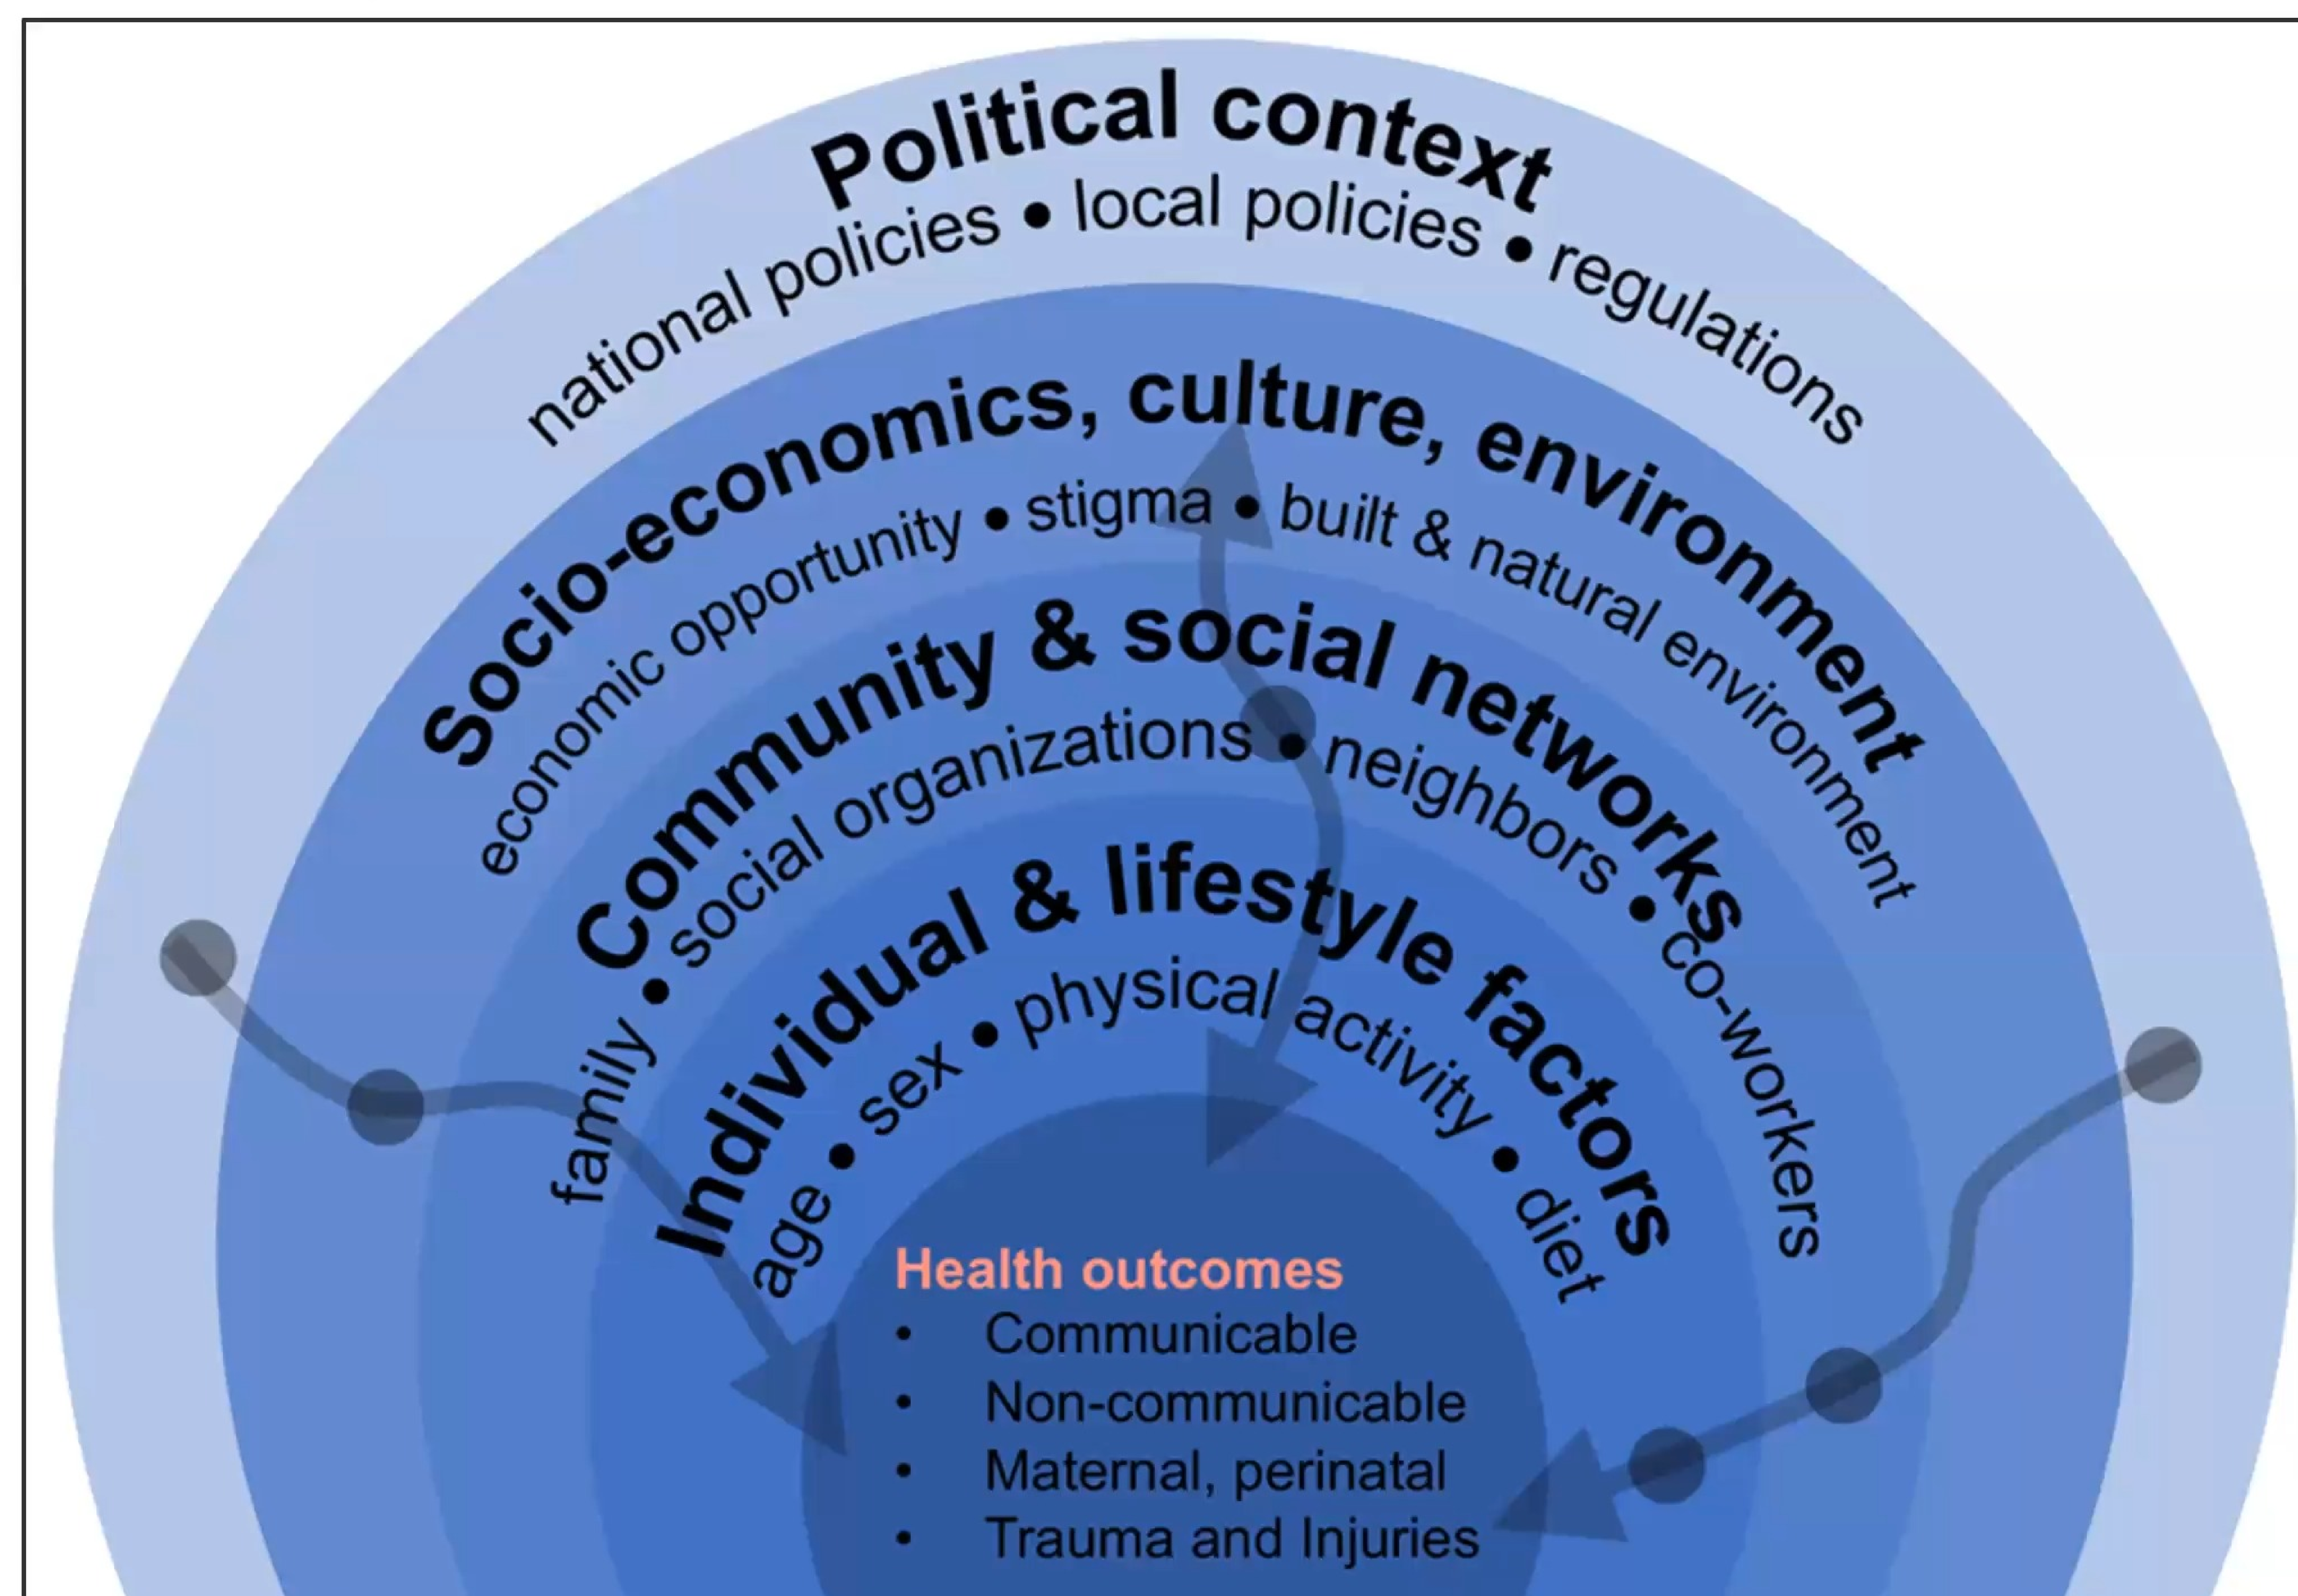 Political context
national policies • local policies • regulations
Socio-economics, culture, environment
economic opportunity • stigma • built & natural environment
Community & social networks
family • social organizations • neighbors • co-workers
Individual & lifestyle factors
age • sex • physical activity • diet
Health outcomes
• Communicable
• Non-communicable
• Maternal, perinatal
• Trauma and Injuries